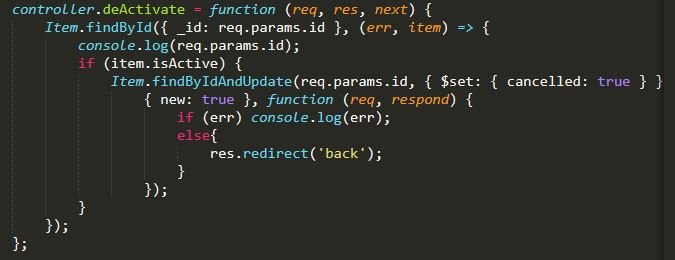 controller.deActivate = function (req, res, next) {
    Item.findById({ _id: req.params.id }, (err, item) => {
        console.log(req.params.id);
        if (item.isActive) {
            Item.findByIdAndUpdate(req.params.id, { $set: { cancelled: true } }
                { new: true }, function (req, respond) {
                    if (err) console.log(err);
                    else{
                        res.redirect('back');
                    }
                });
        }
    });
};